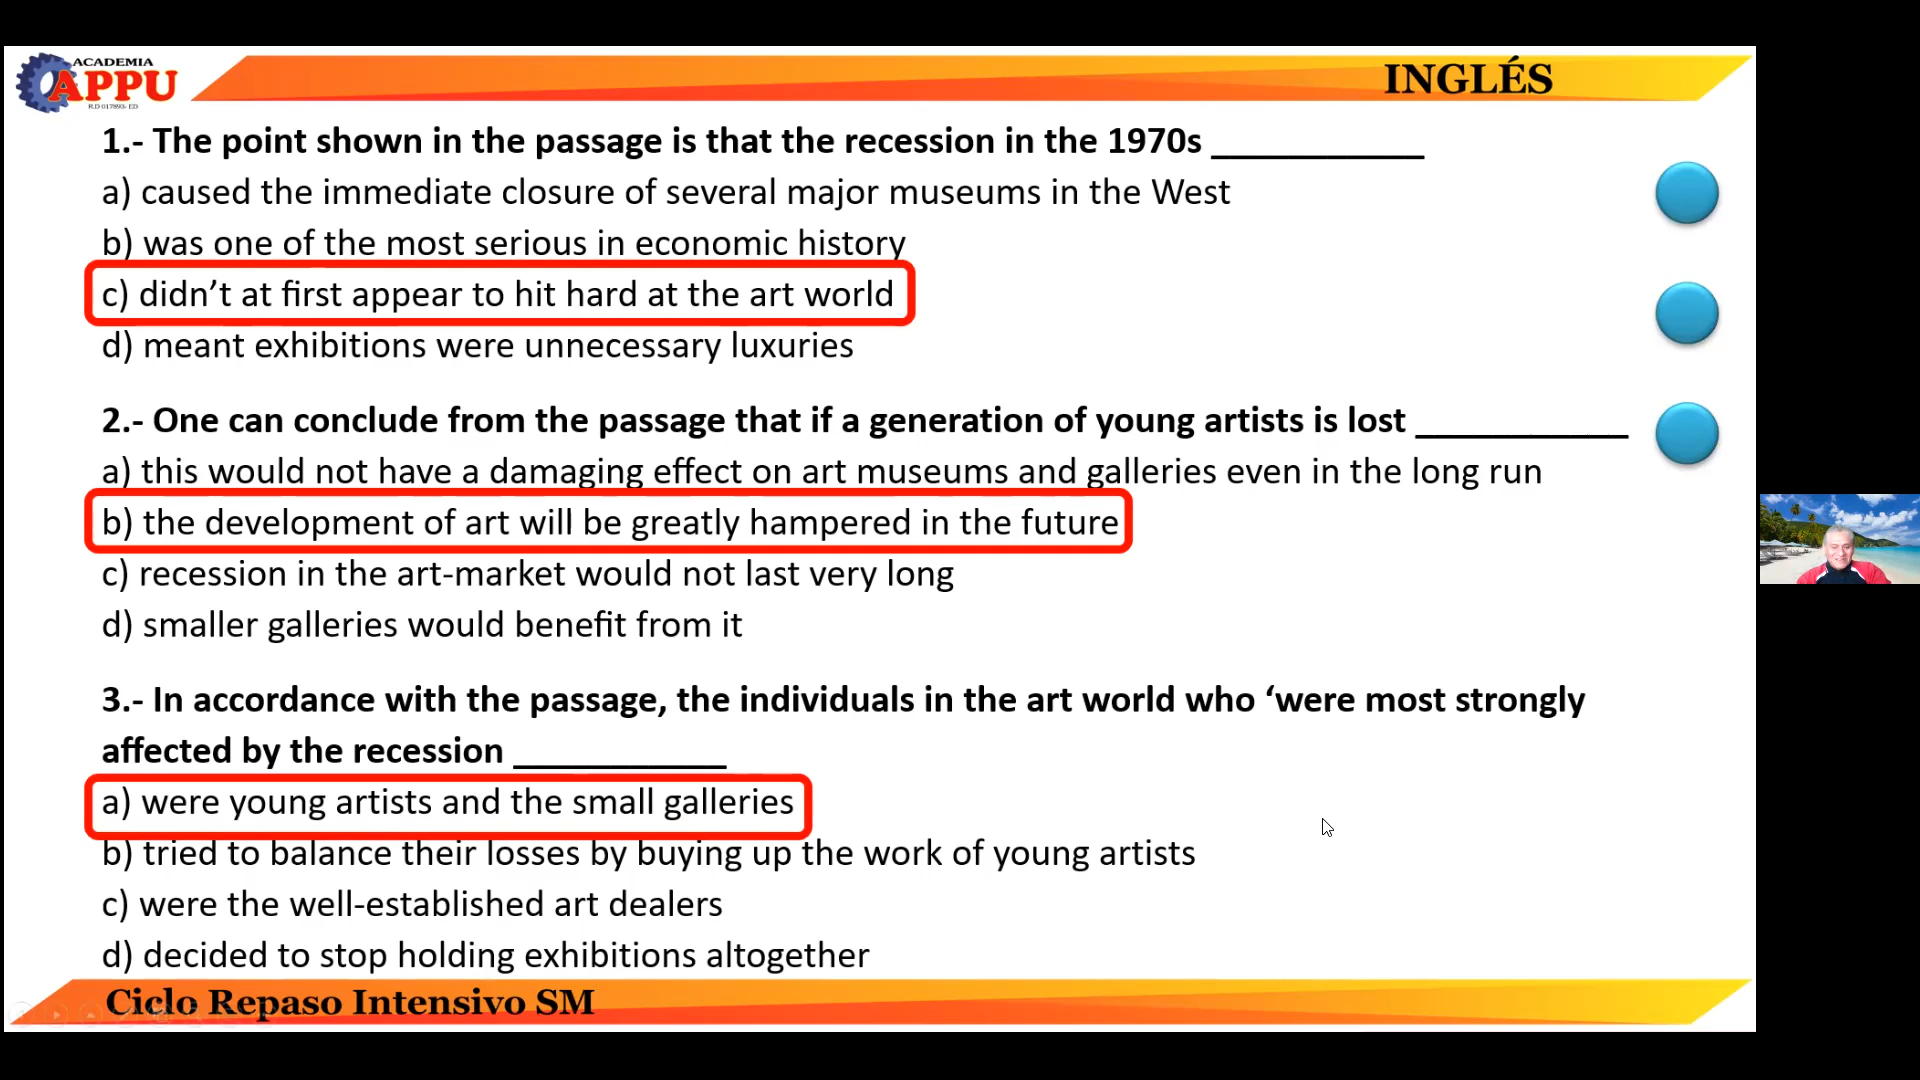 ACADEMIA
APPU
R.D 017893- ED
INGLÉS
1.- The point shown in the passage is that the recession in the 1970s ___________
a) caused the immediate closure of several major museums in the West
b) was one of the most serious in economic history
c) didn’t at first appear to hit hard at the art world
d) meant exhibitions were unnecessary luxuries
2.- One can conclude from the passage that if a generation of young artists is lost ___________
a) this would not have a damaging effect on art museums and galleries even in the long run
b) the development of art will be greatly hampered in the future
c) recession in the art-market would not last very long
d) smaller galleries would benefit from it
3.- In accordance with the passage, the individuals in the art world who ‘were most strongly
affected by the recession ___________
a) were young artists and the small galleries
b) tried to balance their losses by buying up the work of young artists
c) were the well-established art dealers
d) decided to stop holding exhibitions altogether
Ciclo Repaso Intensivo SM